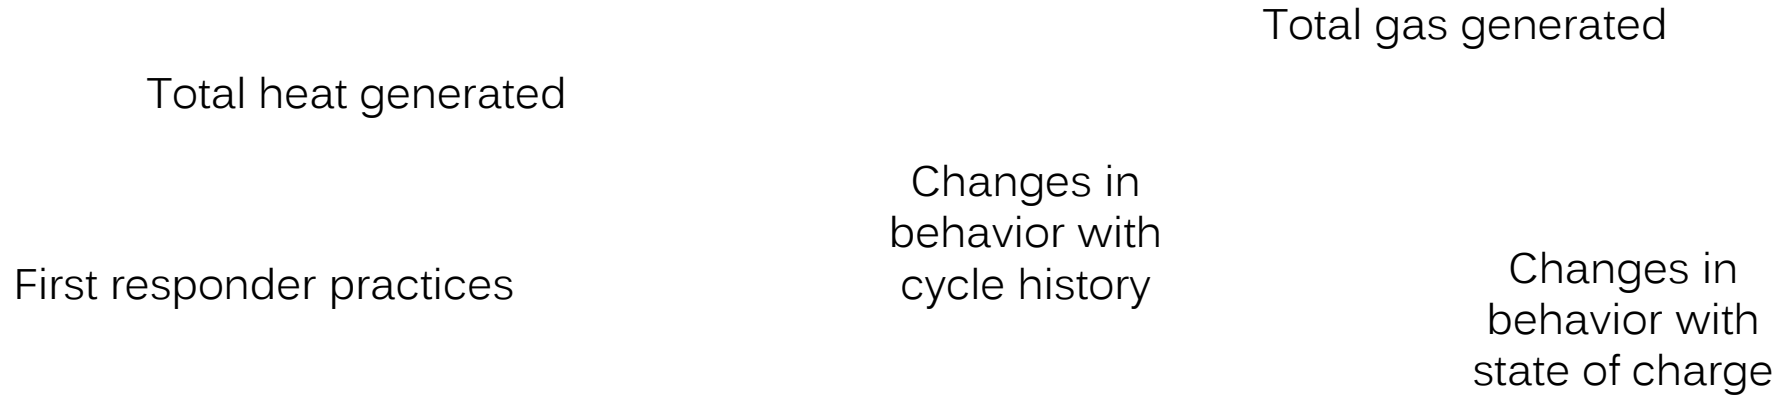 Total gas generated
Total heat generated
Changes in
behavior with
cycle history
First responder practices
Changes in
behavior with
state of charge